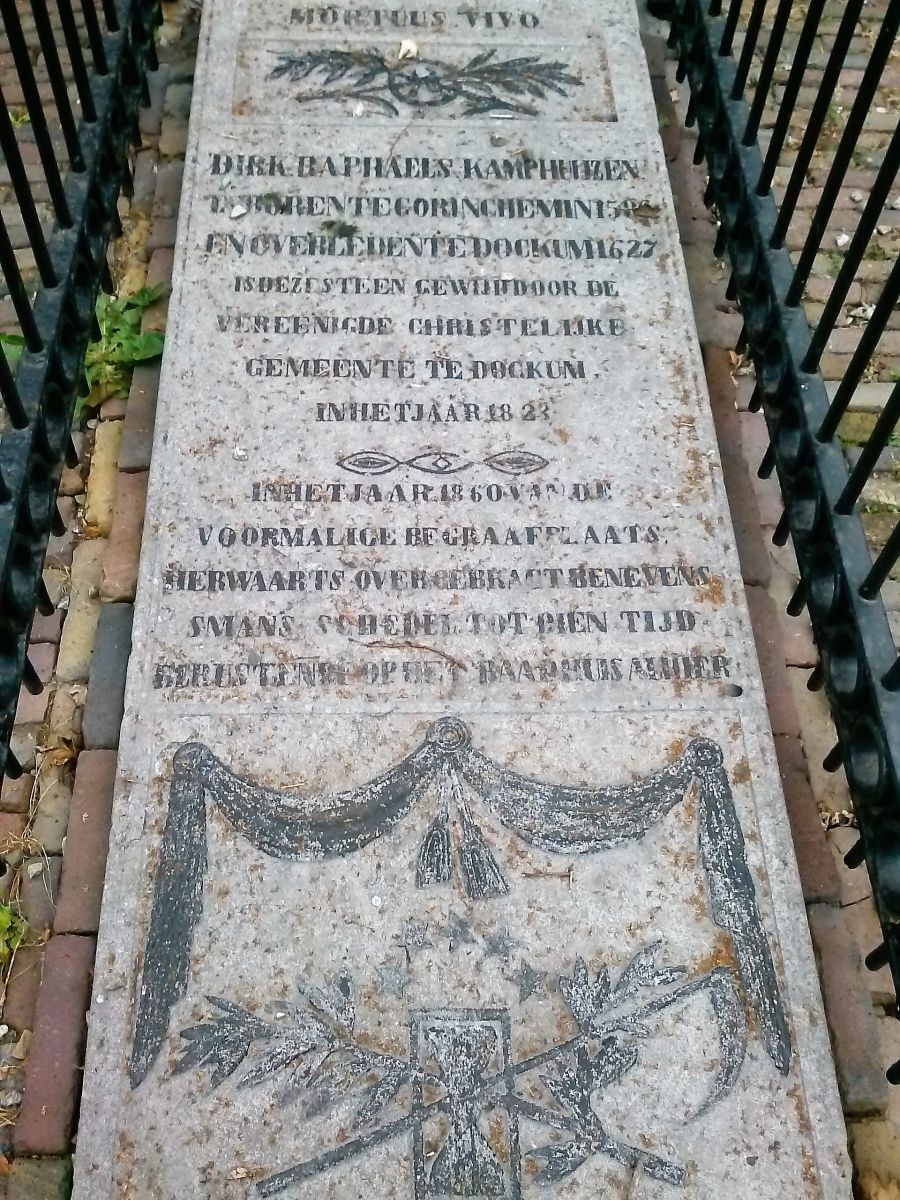 MORTUUS VIVO
DIRK RAPHAELS KAMPHUIZEN
GEBOREN TE GORINCHEM IN 1586
EN OVERLEDEN TE DOCKUM 1627
IS DEZE STEEN GEWIJD DOOR DE
VEREENIGDE CHRISTELIJKE
GEMEENTE TE DOCKUM,
IN HET JAAR 1823
IN HET JAAR 1860 VAN DE
VOORMALIGE BEGRAAFPLAATS,
HERWAARTS OVERGEBRAGT BENEVENS
SMANS SCHEDEL TOT DIEN TIJD
BERUSTENDE OP HET RAADHUIS ALHIER